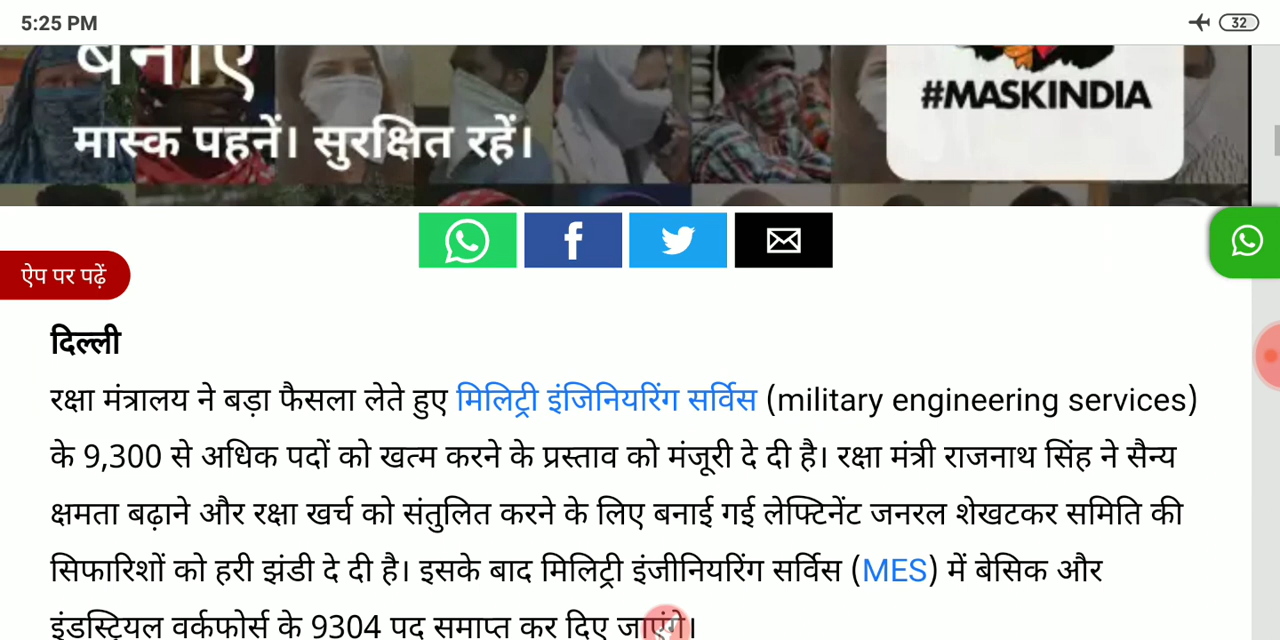 5:25 PM
32
बनाएं
#MASKINDIA
मास्क पहनें। सुरक्षित रहें।
ऐप पर पढ़ें
दिल्ली
रक्षा मंत्रालय ने बड़ा फैसला लेते हुए मिलिट्री इंजिनियरिंग सर्विस (military engineering services)
के 9,300 से अधिक पदों को खत्म करने के प्रस्ताव को मंजूरी दे दी है। रक्षा मंत्री राजनाथ सिंह ने सैन्य
क्षमता बढ़ाने और रक्षा खर्च को संतुलित करने के लिए बनाई गई लेफ्टिनेंट जनरल शेखटकर समिति की
सिफारिशों को हरी झंडी दे दी है। इसके बाद मिलिट्री इंजीनियरिंग सर्विस (MES) में बेसिक और
इंडस्ट्रियल वर्कफोर्स के 9304 पद समाप्त कर दिए जाएंगे।